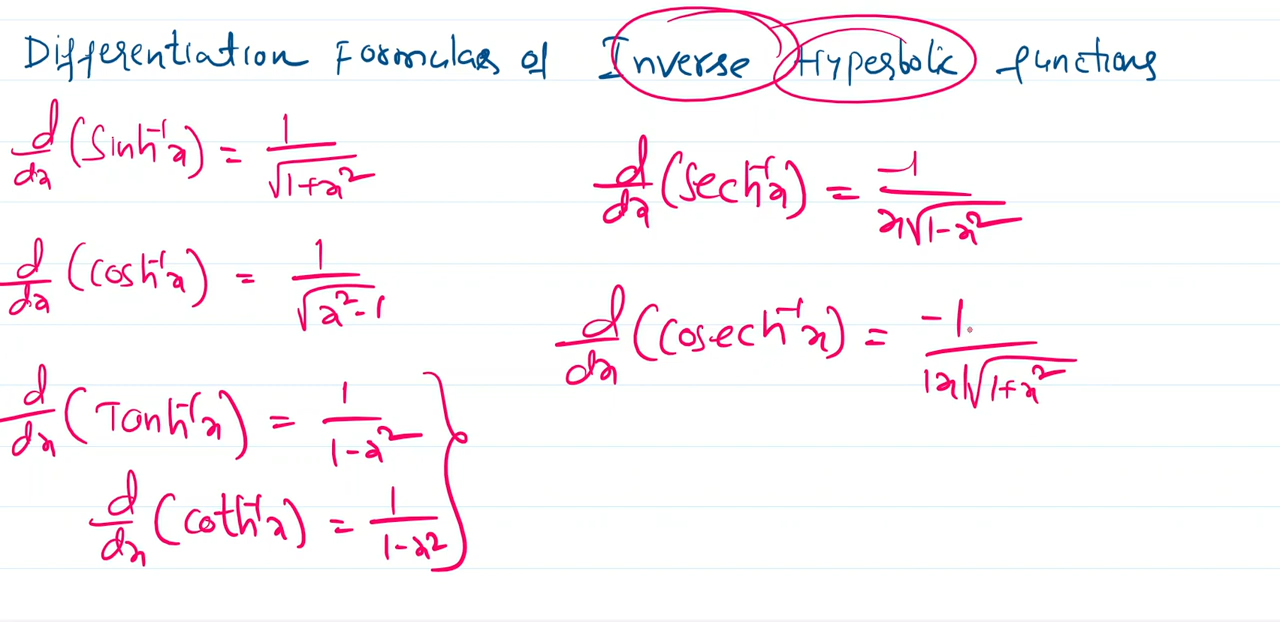 Differentiation Formulas of Inverse Hyperbolic functions
d/dx (Sinh⁻¹x) = 1/√(1+x²)
d/dx (cosh⁻¹x) = 1/√(x²-1)
d/dx (Tanh⁻¹x) = 1/(1-x²)
d/dx (coth⁻¹x) = 1/(1-x²)
d/dx (Sech⁻¹x) = -1/(x√(1-x²))
d/dx (cosech⁻¹x) = -1/(|x|√(1+x²))